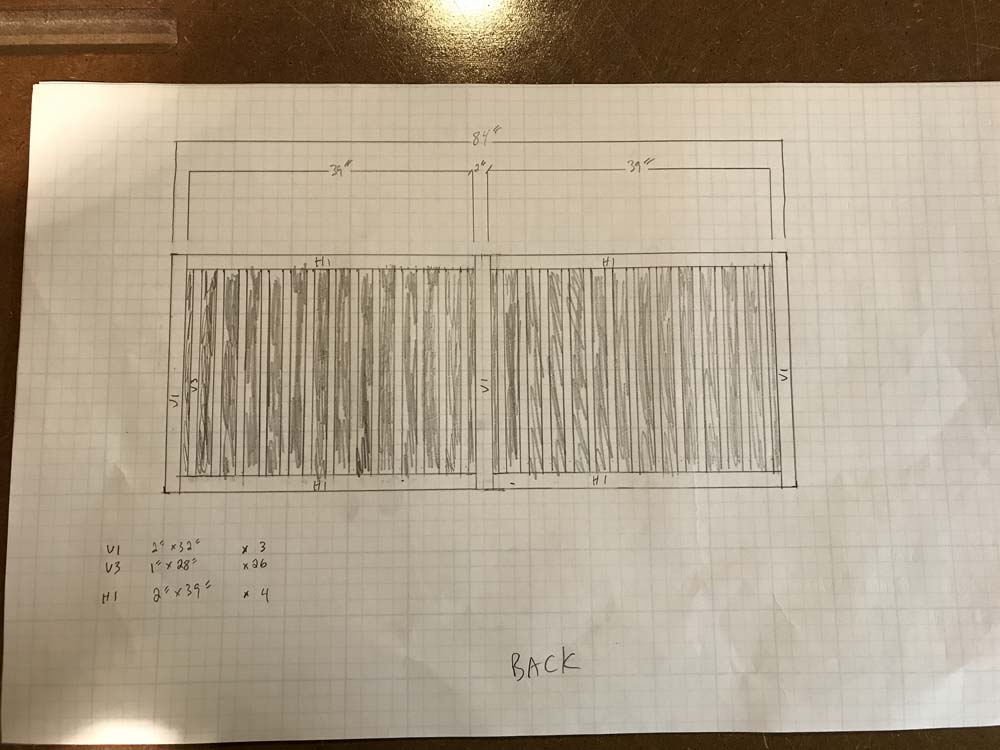 84"
39" 2" 39"
H1 H1
V1 V3 V1 V1
H1 H1
V1 2" x 32" x 3
V3 1" x 28" x 26
H1 2" x 39" x 4
BACK